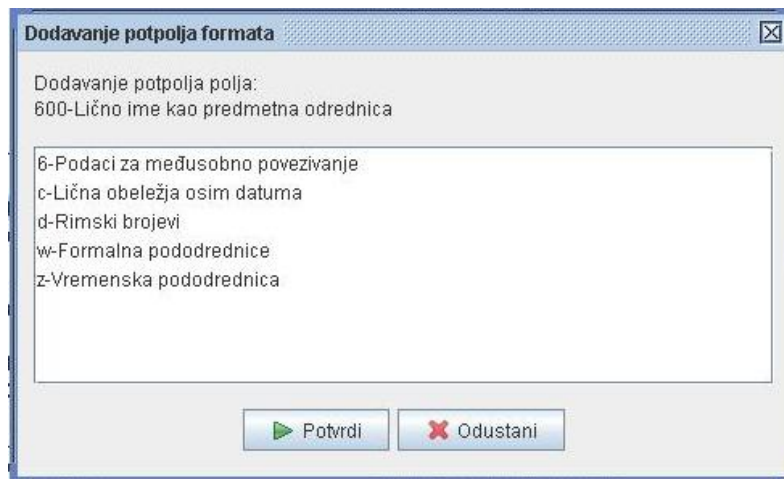 Dodavanje potpolja formata
Dodavanje potpolja polja:
600-Lično ime kao predmetna odrednica
6-Podaci za međusobno povezivanje
c-Lična obeležja osim datuma
d-Rimski brojevi
w-Formalna pododrednice
z-Vremenska pododrednica
Potvrdi Odustani